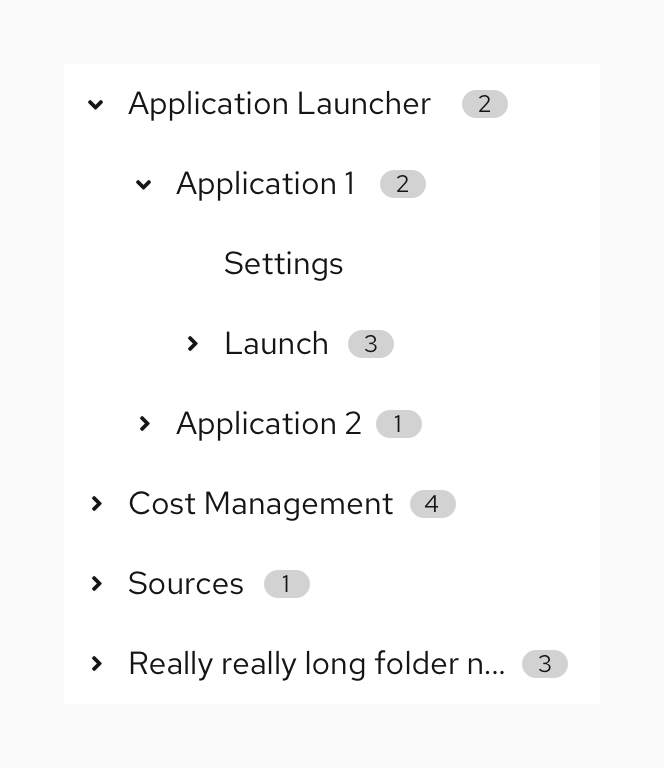 Application Launcher 2
Application 1 2
Settings
Launch 3
Application 2 1
Cost Management 4
Sources 1
Really really long folder n... 3